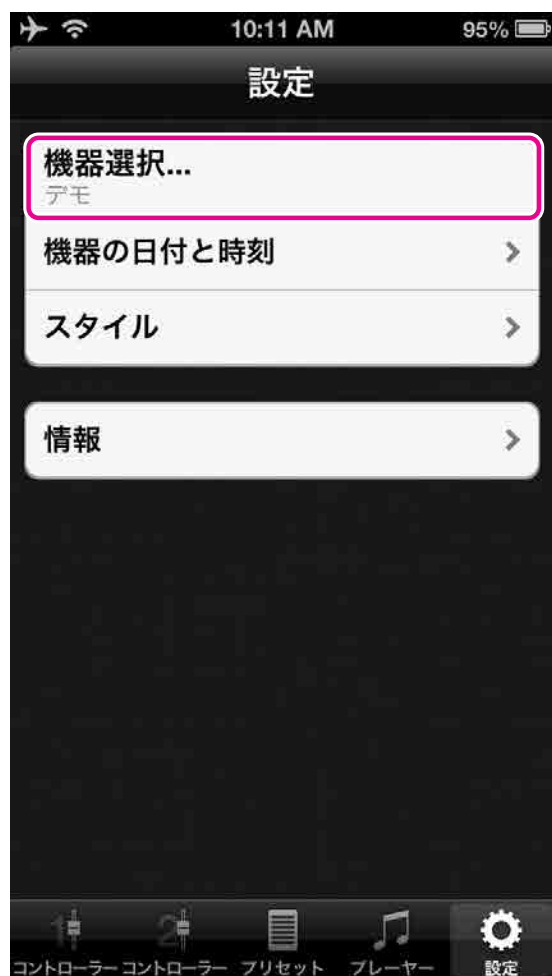 10:11 AM 95%
設定
機器選択...
デモ
機器の日付と時刻
スタイル
情報
1 2
コントローラー コントローラー プリセット プレーヤー 設定